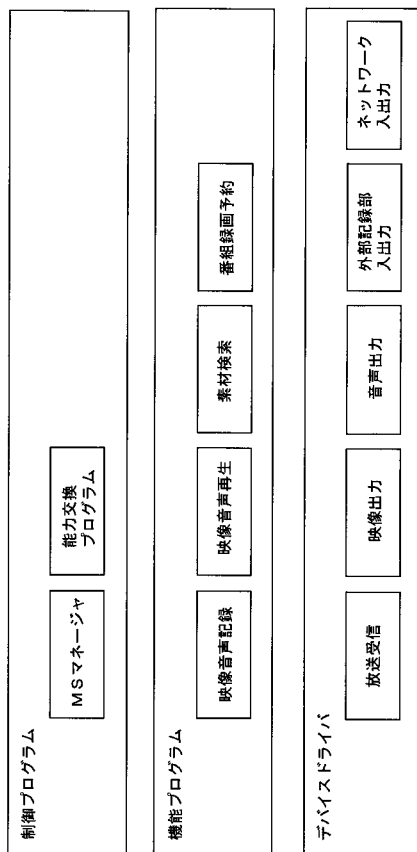 制御プログラム
MSマネージャ
能力交換
プログラム
機能プログラム
映像音声記録
映像音声再生
素材検索
番組録画予約
デバイスドライバ
放送受信
映像出力
音声出力
外部記録部
入出力
ネットワーク
入出力